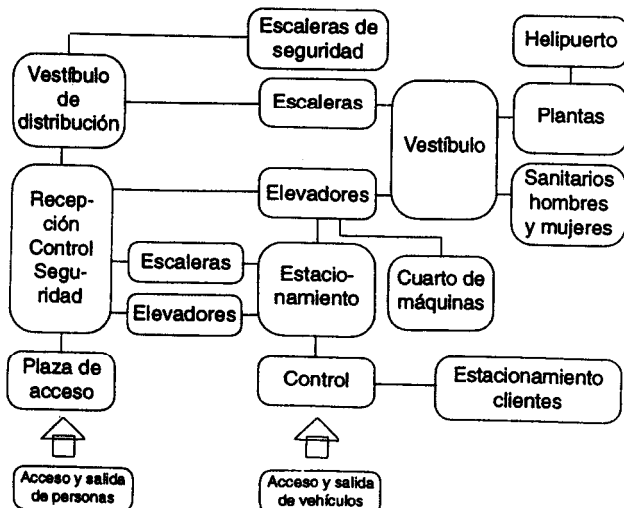 Escaleras de
seguridad
Helipuerto
Vestíbulo
de
distribución
Escaleras
Vestíbulo
Plantas
Recep-
ción
Control
Segu-
ridad
Elevadores
Sanitarios
hombres
y mujeres
Escaleras
Estacio-
namiento
Cuarto de
máquinas
Elevadores
Plaza de
acceso
Control
Estacionamiento
clientes
Acceso y salida
de personas
Acceso y salida
de vehículos